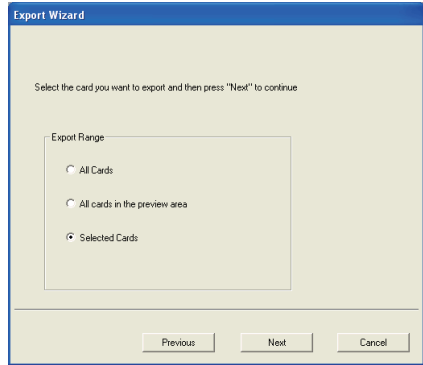 Export Wizard
Select the card you want to export and then press "Next" to continue
Export Range
All Cards
All cards in the preview area
Selected Cards
Previous Next Cancel